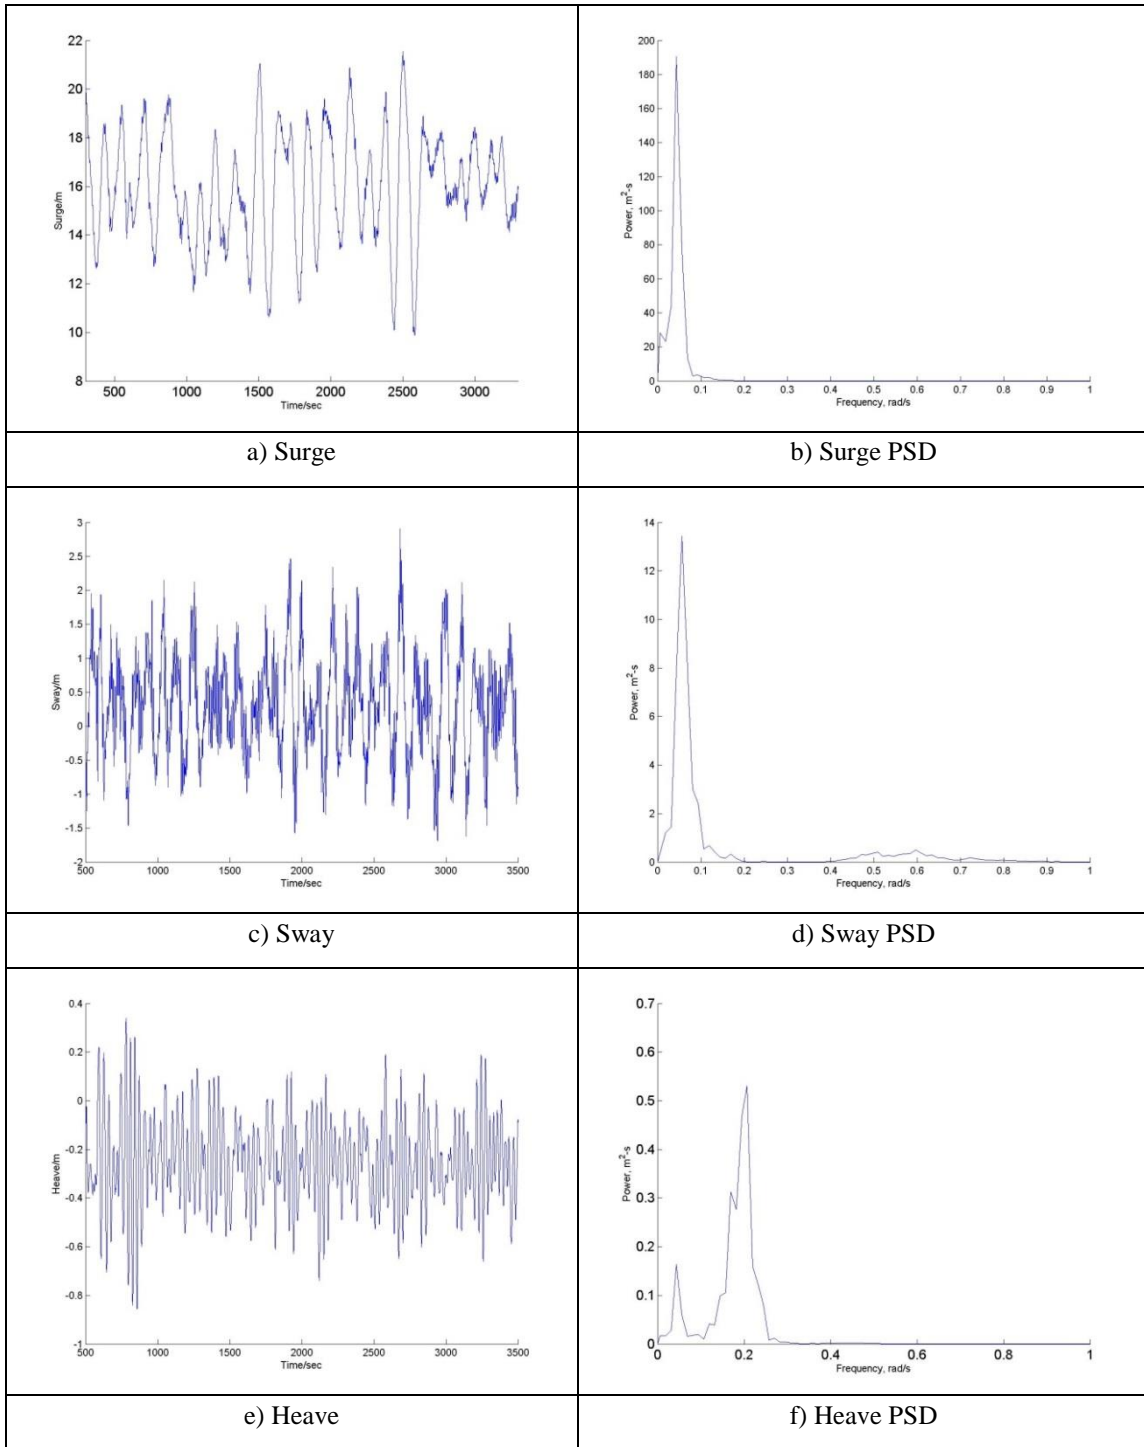 22
20
18
16
14
12
10
8
Surge/m
500 1000 1500 2000 2500 3000
Time/sec
200
180
160
140
120
100
80
60
40
20
0
Power, m²-s
0 0.1 0.2 0.3 0.4 0.5 0.6 0.7 0.8 0.9 1
Frequency, rad/s
a) Surge
b) Surge PSD
3
2.5
2
1.5
1
0.5
0
-0.5
-1
-1.5
-2
Sway/m
500 1000 1500 2000 2500 3000 3500
Time/sec
14
12
10
8
6
4
2
0
Power, m²-s
0 0.1 0.2 0.3 0.4 0.5 0.6 0.7 0.8 0.9 1
Frequency, rad/s
c) Sway
d) Sway PSD
0.4
0.2
0
-0.2
-0.4
-0.6
-0.8
-1
Heave/m
500 1000 1500 2000 2500 3000 3500
Time/sec
0.7
0.6
0.5
0.4
0.3
0.2
0.1
0
Power, m²-s
0 0.2 0.4 0.6 0.8 1
Frequency, rad/s
e) Heave
f) Heave PSD